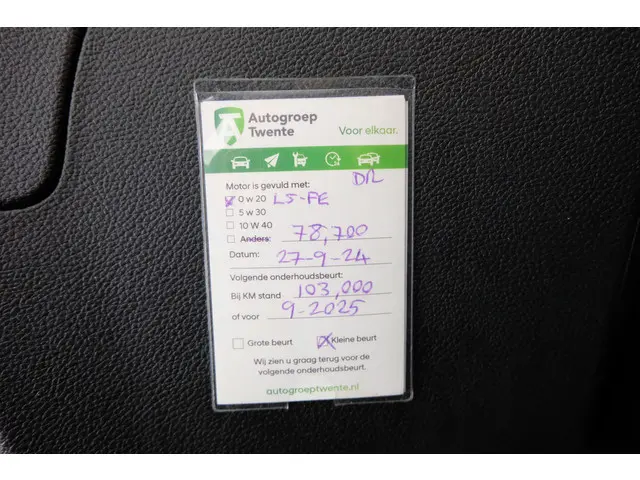 Autogroep
Twente
Voor elkaar.
Motor is gevuld met: DR
0 w 20 L5-FE
5 w 30
10 W 40
Anders: 78,700
Datum: 27-9-24
Volgende onderhoudsbeurt:
Bij KM stand 103,000
of voor 9-2025
Grote beurt Kleine beurt
Wij zien u graag terug voor de
volgende onderhoudsbeurt.
autogroeptwente.nl